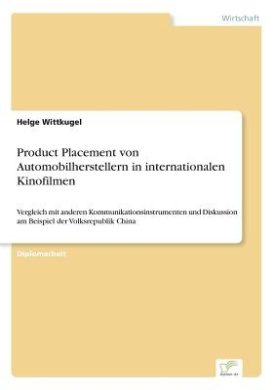 Wirtschaft
Helge Wittkugel
Product Placement von
Automobilherstellern in internationalen
Kinofilmen
Vergleich mit anderen Kommunikationsinstrumenten und Diskussion
am Beispiel der Volksrepublik China
Diplomarbeit